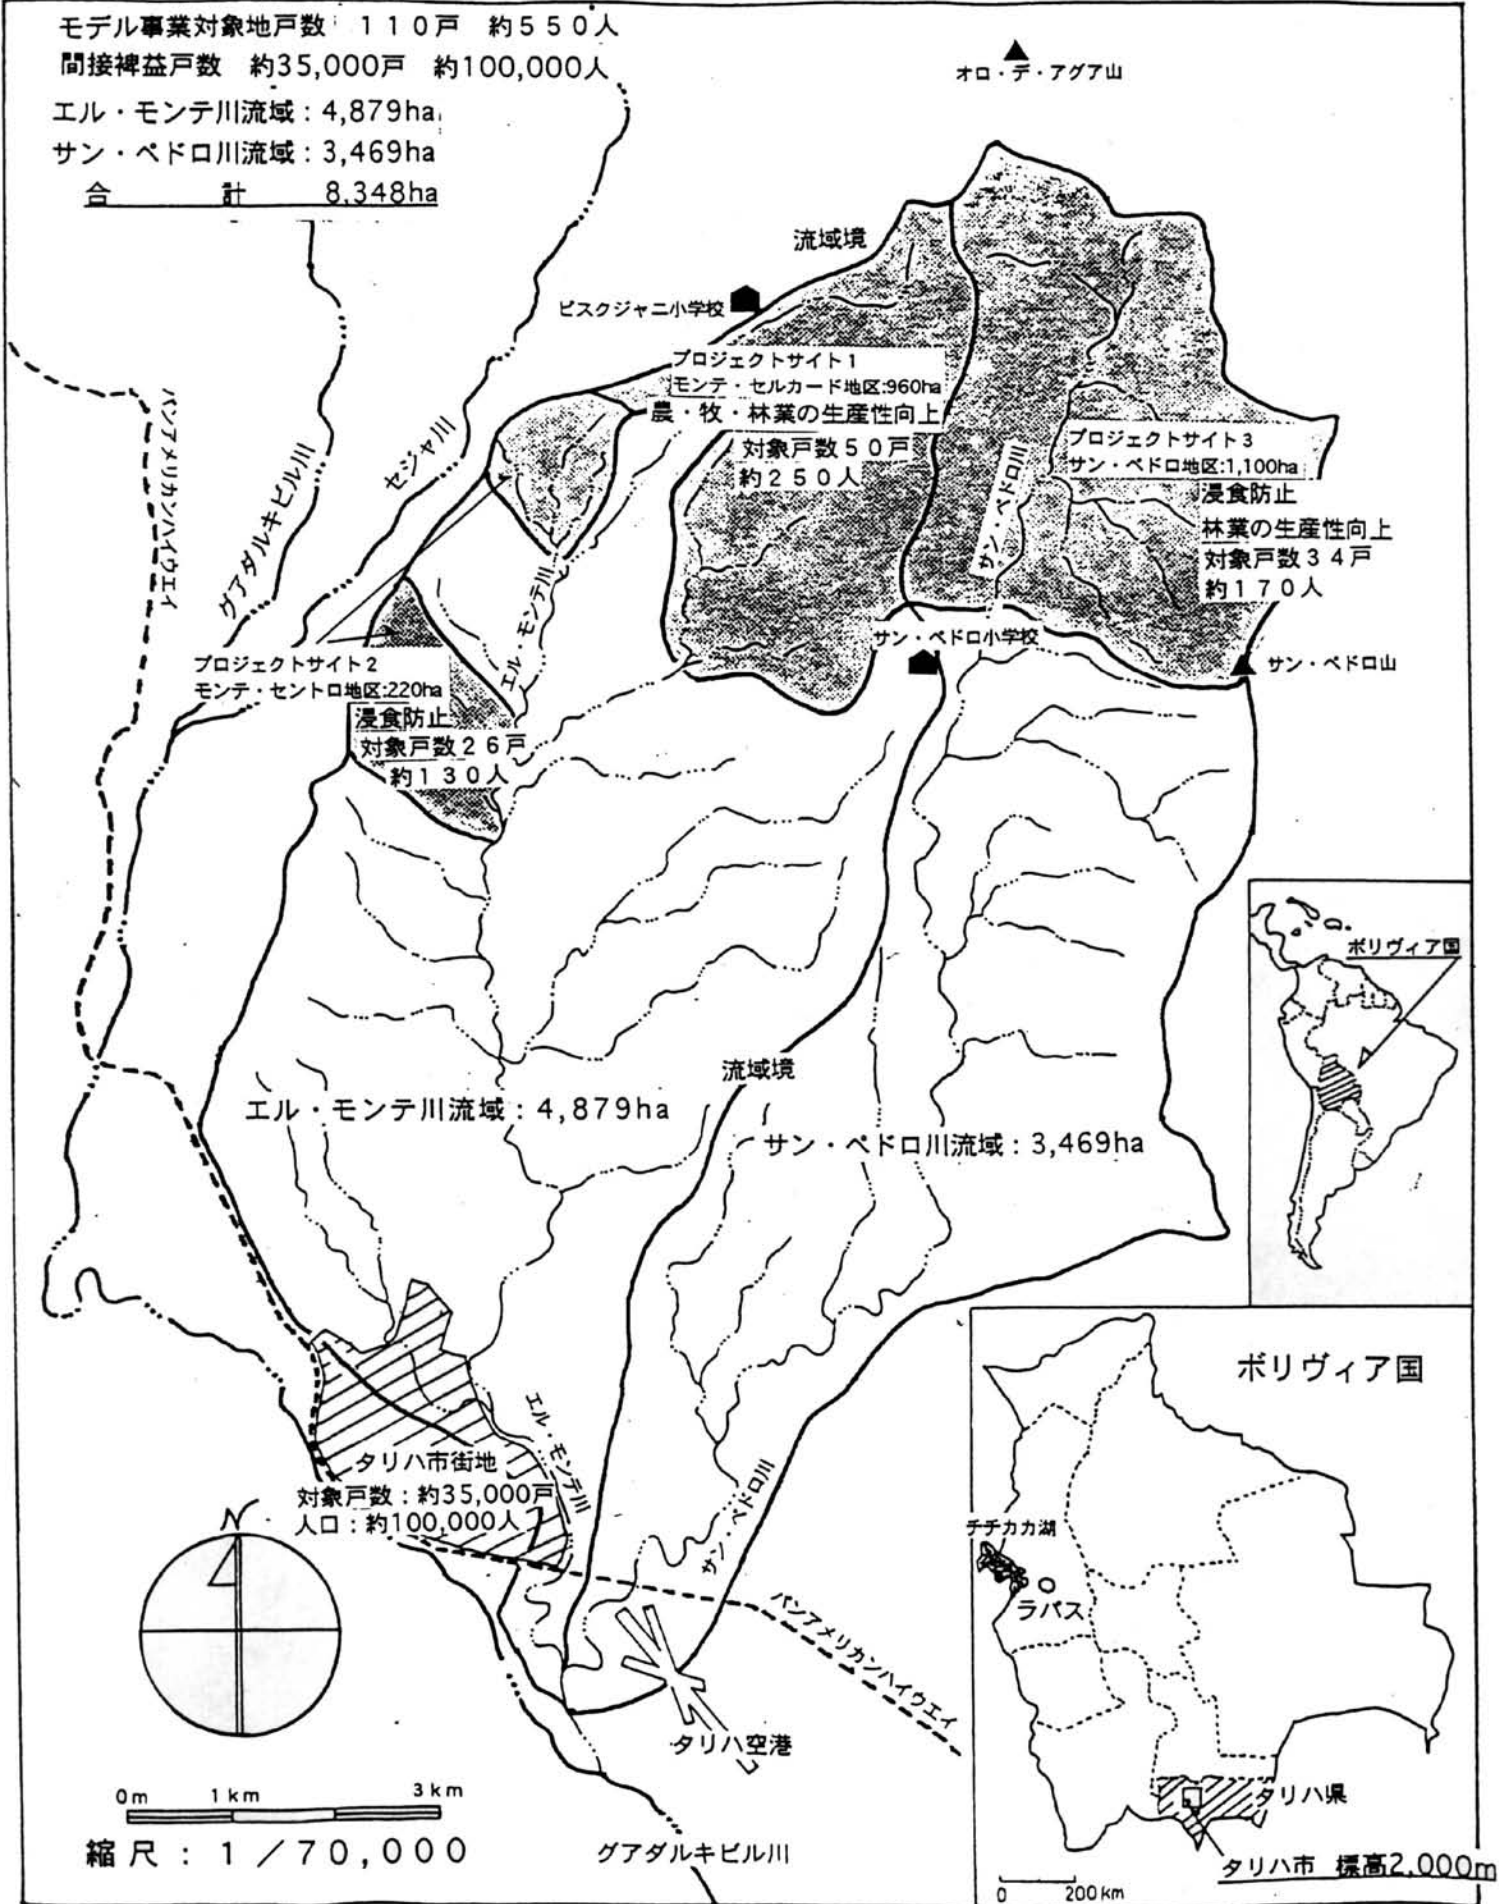 モデル事業対象地戸数 110戸 約550人
間接裨益戸数 約35,000戸 約100,000人
エル・モンテ川流域:4,879ha
サン・ペドロ川流域:3,469ha
合 計 8,348ha
オロ・デ・アグア山
流域境
ピスクジャニ小学校
プロジェクトサイト1
モンテ・セルカード地区:960ha
農・牧・林業の生産性向上
対象戸数50戸
約250人
プロジェクトサイト3
サン・ペドロ地区:1,100ha
浸食防止
林業の生産性向上
対象戸数34戸
約170人
パンアメリカンハイウエイ
グアダルキビル川
セジャ川
エル・モンテ川
サン・ペドロ川
サン・ペドロ小学校
サン・ペドロ山
プロジェクトサイト2
モンテ・セントロ地区:220ha
浸食防止
対象戸数26戸
約130人
ボリヴィア国
流域境
エル・モンテ川流域:4,879ha
サン・ペドロ川流域:3,469ha
ボリヴィア国
エル・モンテ川
タリハ市街地
対象戸数:約35,000戸
人口:約100,000人
サン・ペドロ川
チチカカ湖
ラパス
N
パンアメリカンハイウエイ
タリハ空港
タリハ県
0m 1km 3km
縮尺:1/70,000
グアダルキビル川
タリハ市 標高2,000m
0 200km